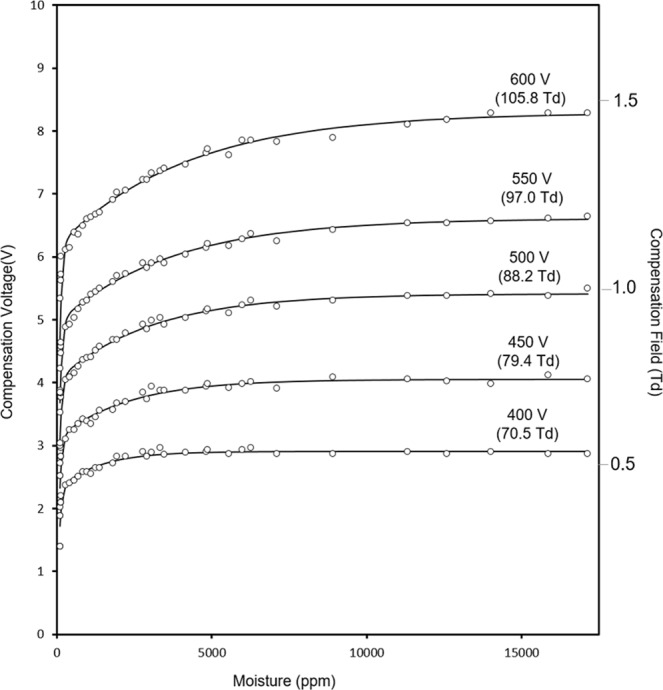 10
9
8
7
6
5
4
3
2
1
0
Compensation Voltage(V)
600 V
(105.8 Td)
550 V
(97.0 Td)
500 V
(88.2 Td)
450 V
(79.4 Td)
400 V
(70.5 Td)
1.5
1.0
0.5
Compensation Field (Td)
0 5000 10000 15000
Moisture (ppm)